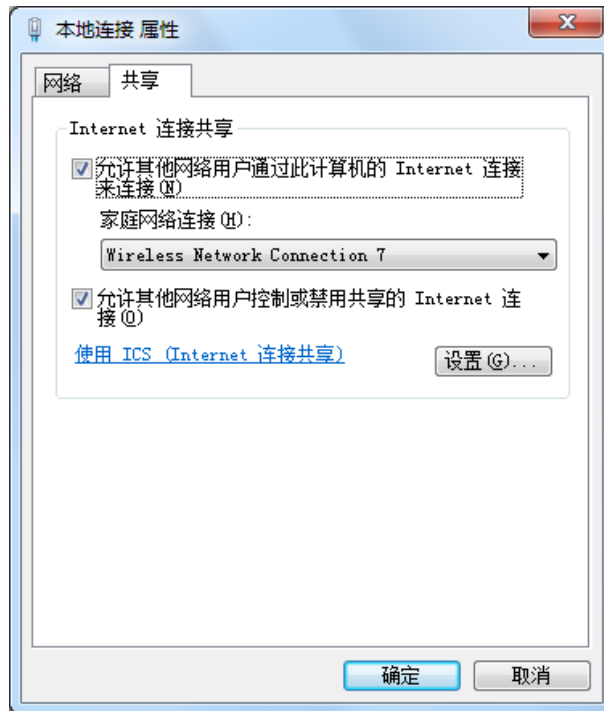 本地连接 属性
网络 共享
Internet 连接共享
允许其他网络用户通过此计算机的 Internet 连接
来连接(N)
家庭网络连接(H):
Wireless Network Connection 7
允许其他网络用户控制或禁用共享的 Internet 连
接(O)
使用 ICS (Internet 连接共享)
设置(G)...
确定 取消